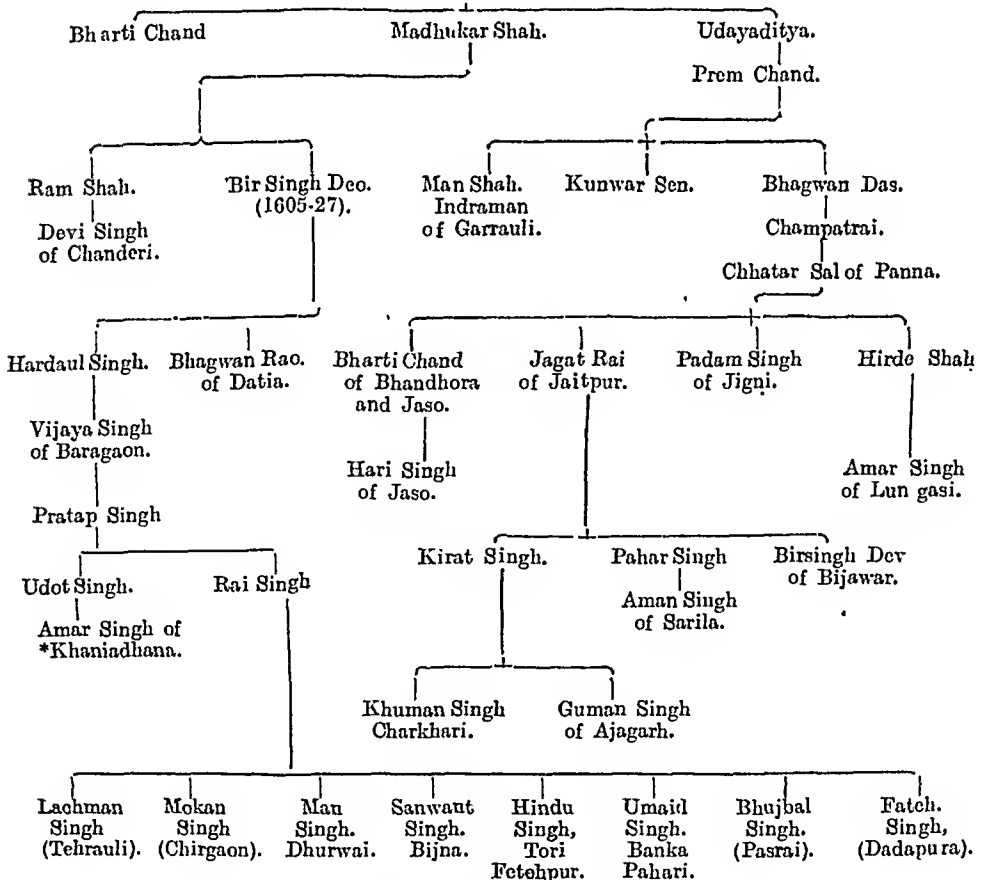 Bharti Chand Madhukar Shah. Udayaditya.
Prem Chand.
Ram Shah. Bir Singh Deo. Man Shah. Kunwar Sen. Bhagwan Das.
(1605-27). Indraman
of Garrauli.
Devi Singh
of Chanderi.
Champatrai.
Chhatar Sal of Panna.
Hardaul Singh. Bhagwan Rao. Bharti Chand Jagat Rai Padam Singh Hirde Shah
of Datia. of Bhandhora of Jaitpur. of Jigni.
and Jaso.
Vijaya Singh
of Baragaon.
Hari Singh Amar Singh
of Jaso. of Lun gasi.
Pratap Singh
Kirat Singh. Pahar Singh Birsingh Dev
of Bijawar.
Udot Singh. Rai Singh
Aman Singh
of Sarila.
Amar Singh of
*Khaniadhana.
Khuman Singh Guman Singh
Charkhari. of Ajagarh.
Lachman Mokan Man Sanwant Hindu Umaid Bhujbal Fateh.
Singh Singh Singh. Singh. Singh, Singh. Singh. Singh,
(Tehrauli). (Chirgaon). Dhurwai. Bijna. Tori Banka (Pasrai). (Dadapura).
Fetehpur. Pahari.